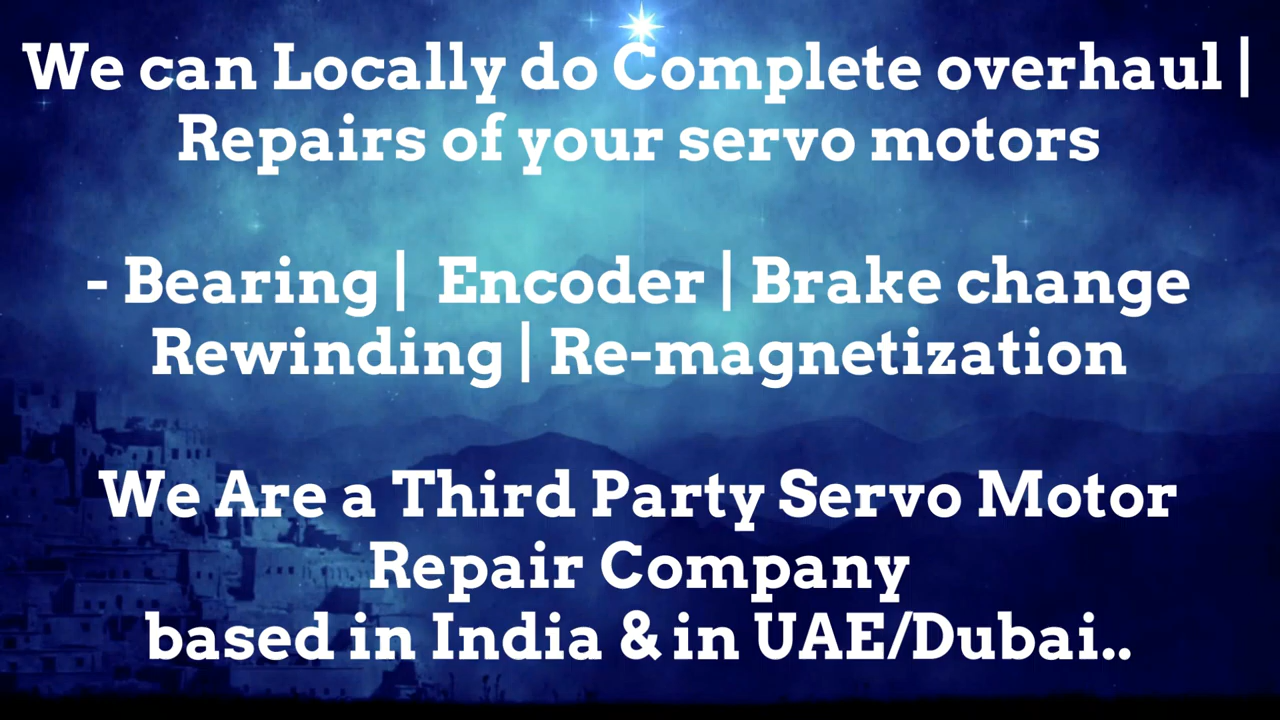 We can Locally do Complete overhaul |
Repairs of your servo motors
- Bearing | Encoder | Brake change
Rewinding | Re-magnetization
We Are a Third Party Servo Motor
Repair Company
based in India & in UAE/Dubai..